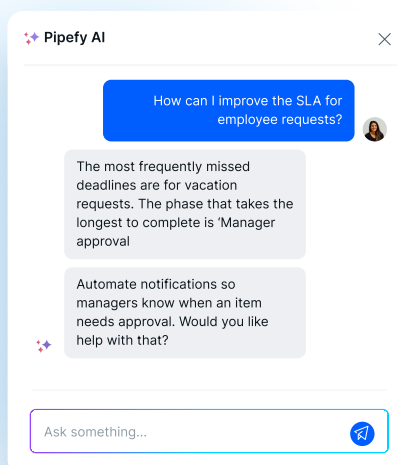 Pipefy AI
How can I improve the SLA for
employee requests?
The most frequently missed
deadlines are for vacation
requests. The phase that takes the
longest to complete is ‘Manager
approval
Automate notifications so
managers know when an item
needs approval. Would you like
help with that?
Ask something...